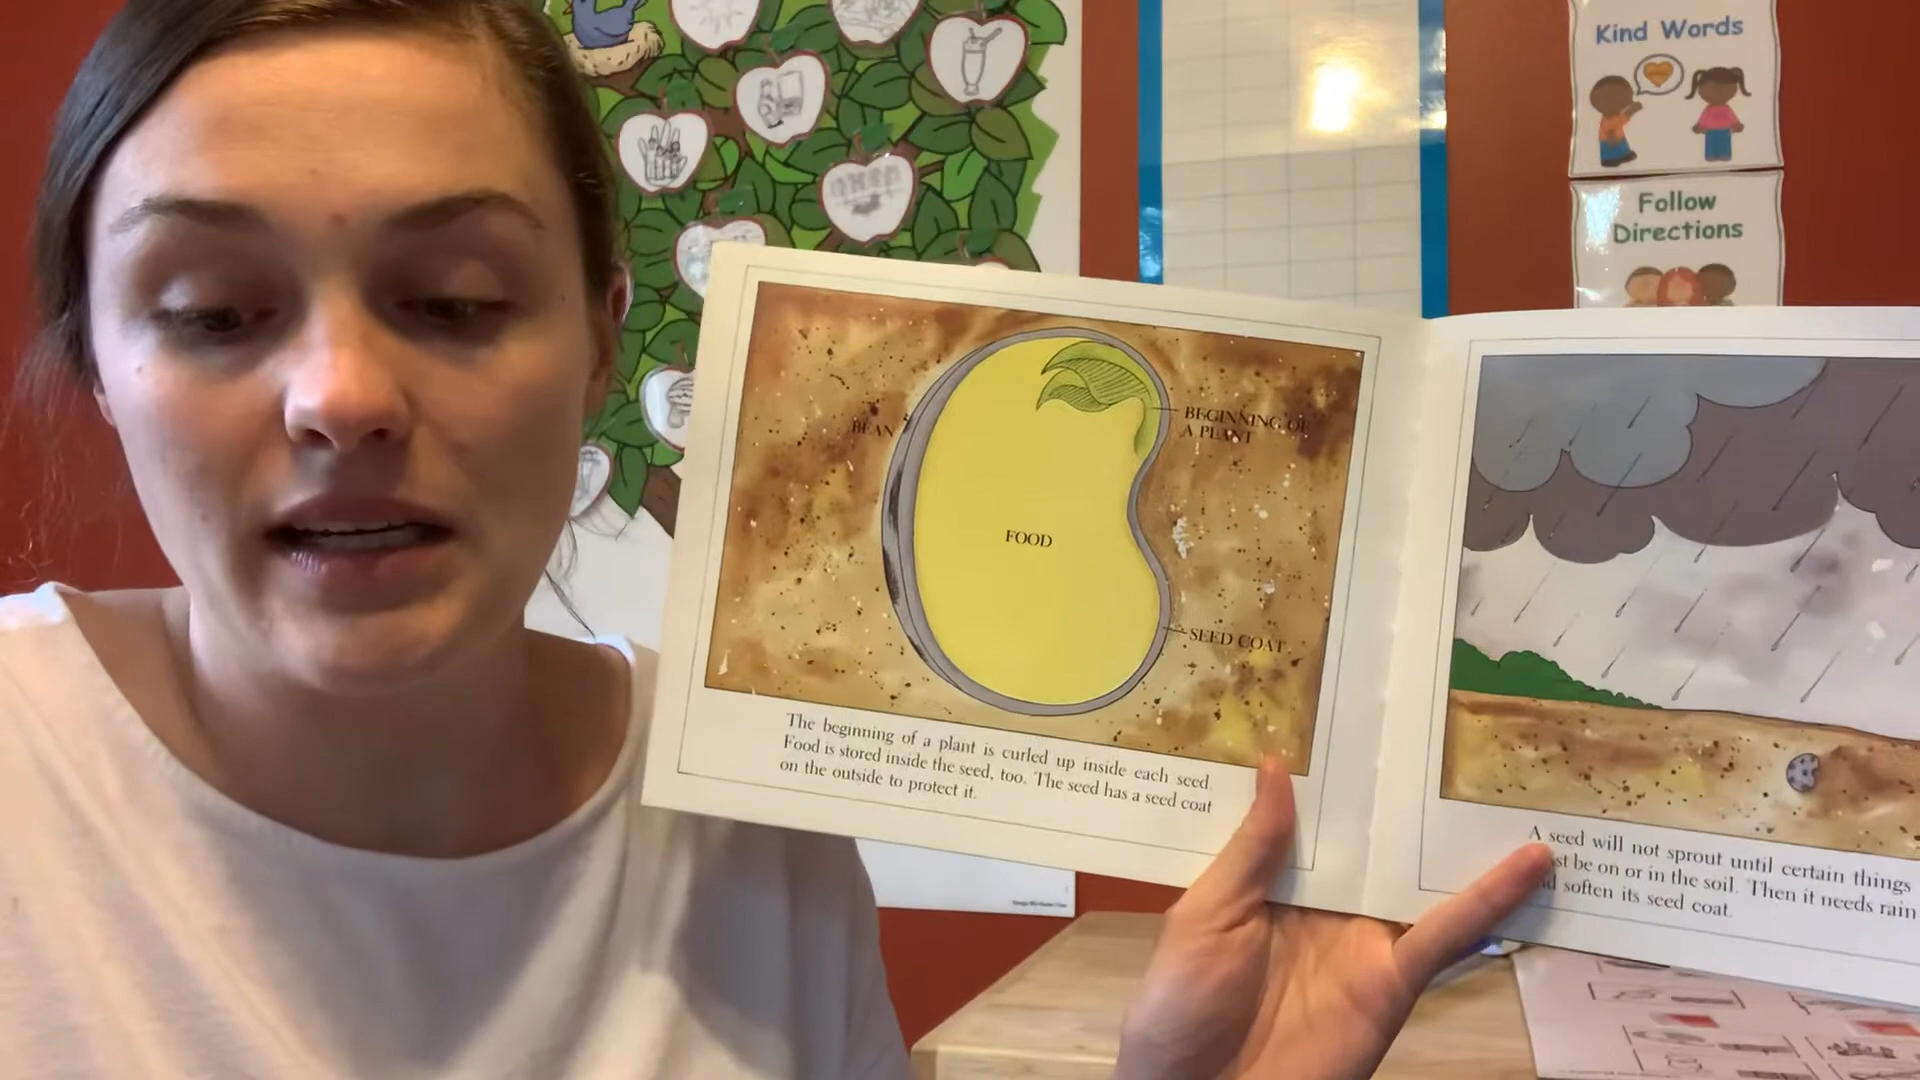 Kind Words
Follow
Directions
BEAN
BEGINNING OF
A PLANT
FOOD
SEED COAT
The beginning of a plant is curled up inside each seed.
Food is stored inside the seed, too. The seed has a seed coat
on the outside to protect it.
A seed will not sprout until certain things
be on or in the soil. Then it needs rain
soften its seed coat.